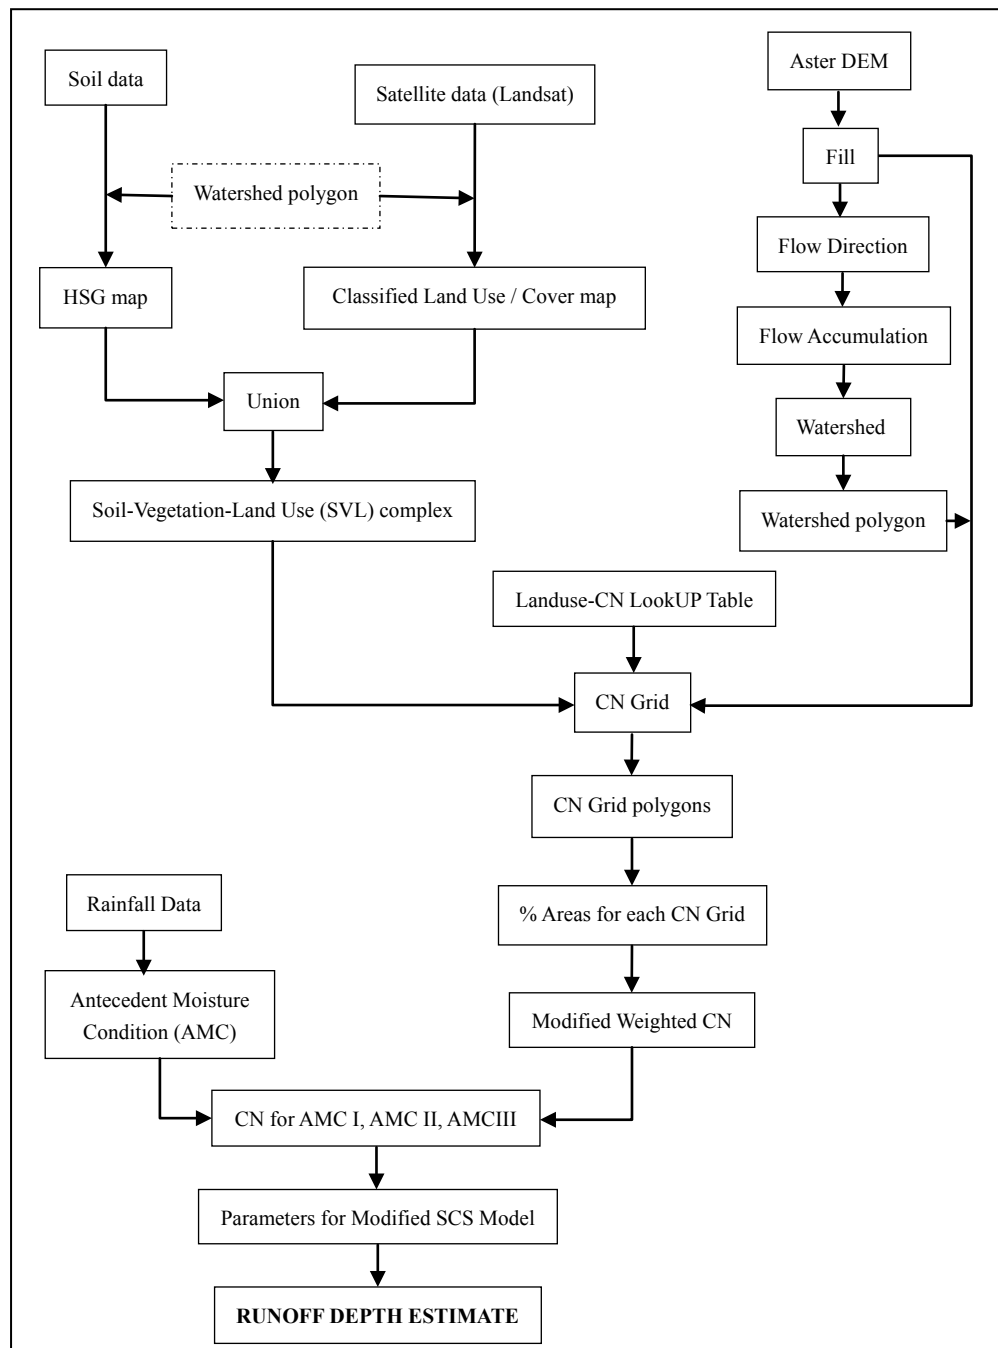 Soil data
Satellite data (Landsat)
Aster DEM
Fill
Watershed polygon
Flow Direction
HSG map
Classified Land Use / Cover map
Flow Accumulation
Union
Watershed
Soil-Vegetation-Land Use (SVL) complex
Watershed polygon
Landuse-CN LookUP Table
CN Grid
CN Grid polygons
% Areas for each CN Grid
Rainfall Data
Antecedent Moisture
Condition (AMC)
Modified Weighted CN
CN for AMC I, AMC II, AMCIII
Parameters for Modified SCS Model
RUNOFF DEPTH ESTIMATE